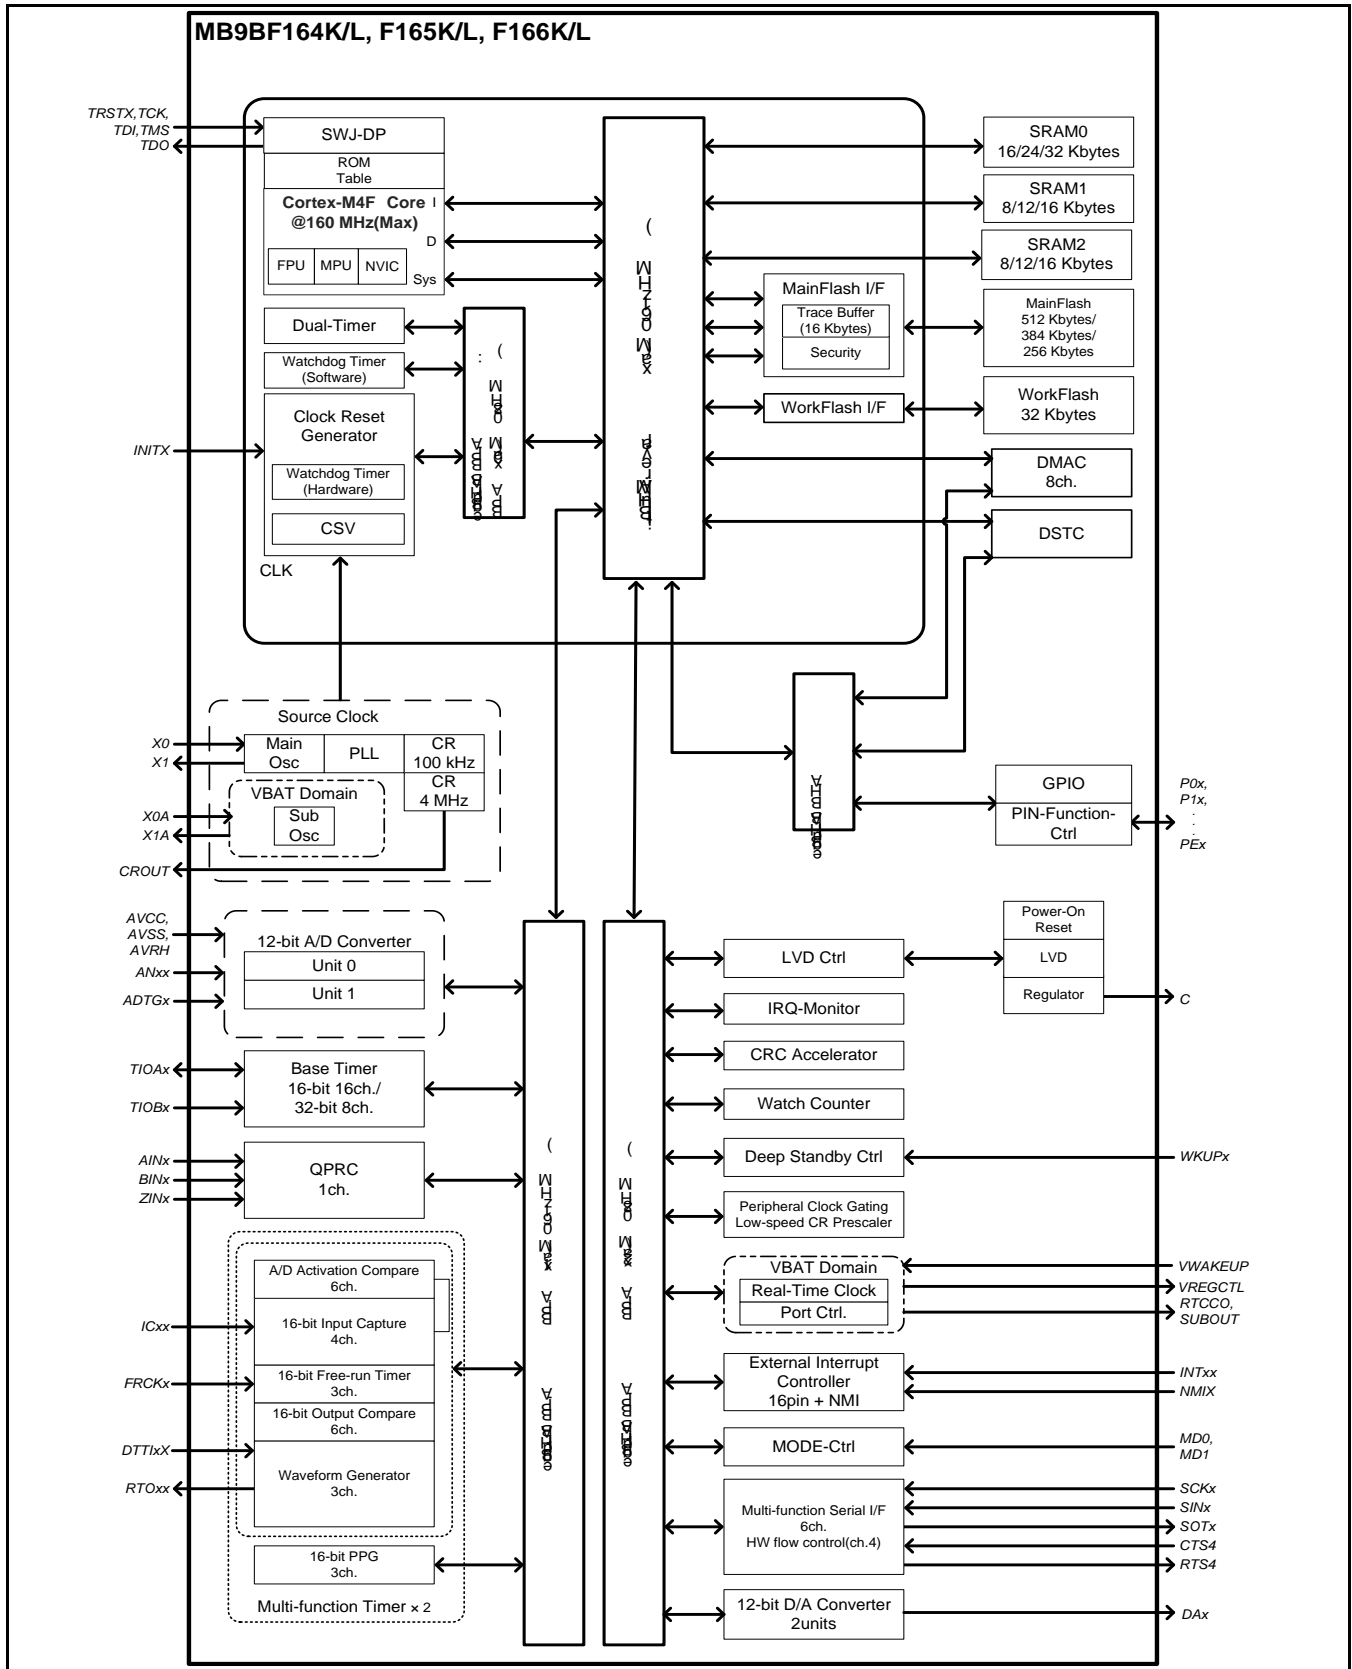 MB9BF164K/L, F165K/L, F166K/L
TRSTX,TCK,
TDI,TMS
TDO
SWJ-DP
ROM
Table
Cortex-M4F Core
@160 MHz(Max)
I
D
Sys
FPU
MPU
NVIC
Dual-Timer
Watchdog Timer
(Software)
INITX
Clock Reset
Generator
Watchdog Timer
(Hardware)
CSV
CLK
SRAM0
16/24/32 Kbytes
SRAM1
8/12/16 Kbytes
SRAM2
8/12/16 Kbytes
MainFlash I/F
Trace Buffer
(16 Kbytes)
Security
MainFlash
512 Kbytes/
384 Kbytes/
256 Kbytes
WorkFlash I/F
WorkFlash
32 Kbytes
DMAC
8ch.
DSTC
Source Clock
X0
X1
Main
Osc
PLL
CR
100 kHz
CR
4 MHz
VBAT Domain
Sub
Osc
X0A
X1A
CROUT
GPIO
PIN-Function-
Ctrl
P0x,
P1x,
.
.
PEx
AVCC,
AVSS,
AVRH
ANxx
ADTGx
12-bit A/D Converter
Unit 0
Unit 1
TIOAx
TIOBx
Base Timer
16-bit 16ch./
32-bit 8ch.
AINx
BINx
ZINx
QPRC
1ch.
A/D Activation Compare
6ch.
ICxx
16-bit Input Capture
4ch.
FRCKx
16-bit Free-run Timer
3ch.
16-bit Output Compare
6ch.
DTTIxX
RTOxx
Waveform Generator
3ch.
16-bit PPG
3ch.
Multi-function Timer × 2
LVD Ctrl
Power-On
Reset
LVD
Regulator
C
IRQ-Monitor
CRC Accelerator
Watch Counter
Deep Standby Ctrl
WKUPx
Peripheral Clock Gating
Low-speed CR Prescaler
VBAT Domain
Real-Time Clock
Port Ctrl.
VWAKEUP
VREGCTL
RTCCO,
SUBOUT
External Interrupt
Controller
16pin + NMI
INTxx
NMIX
MODE-Ctrl
MD0,
MD1
Multi-function Serial I/F
6ch.
HW flow control(ch.4)
SCKx
SINx
SOTx
CTS4
RTS4
12-bit D/A Converter
2units
DAx